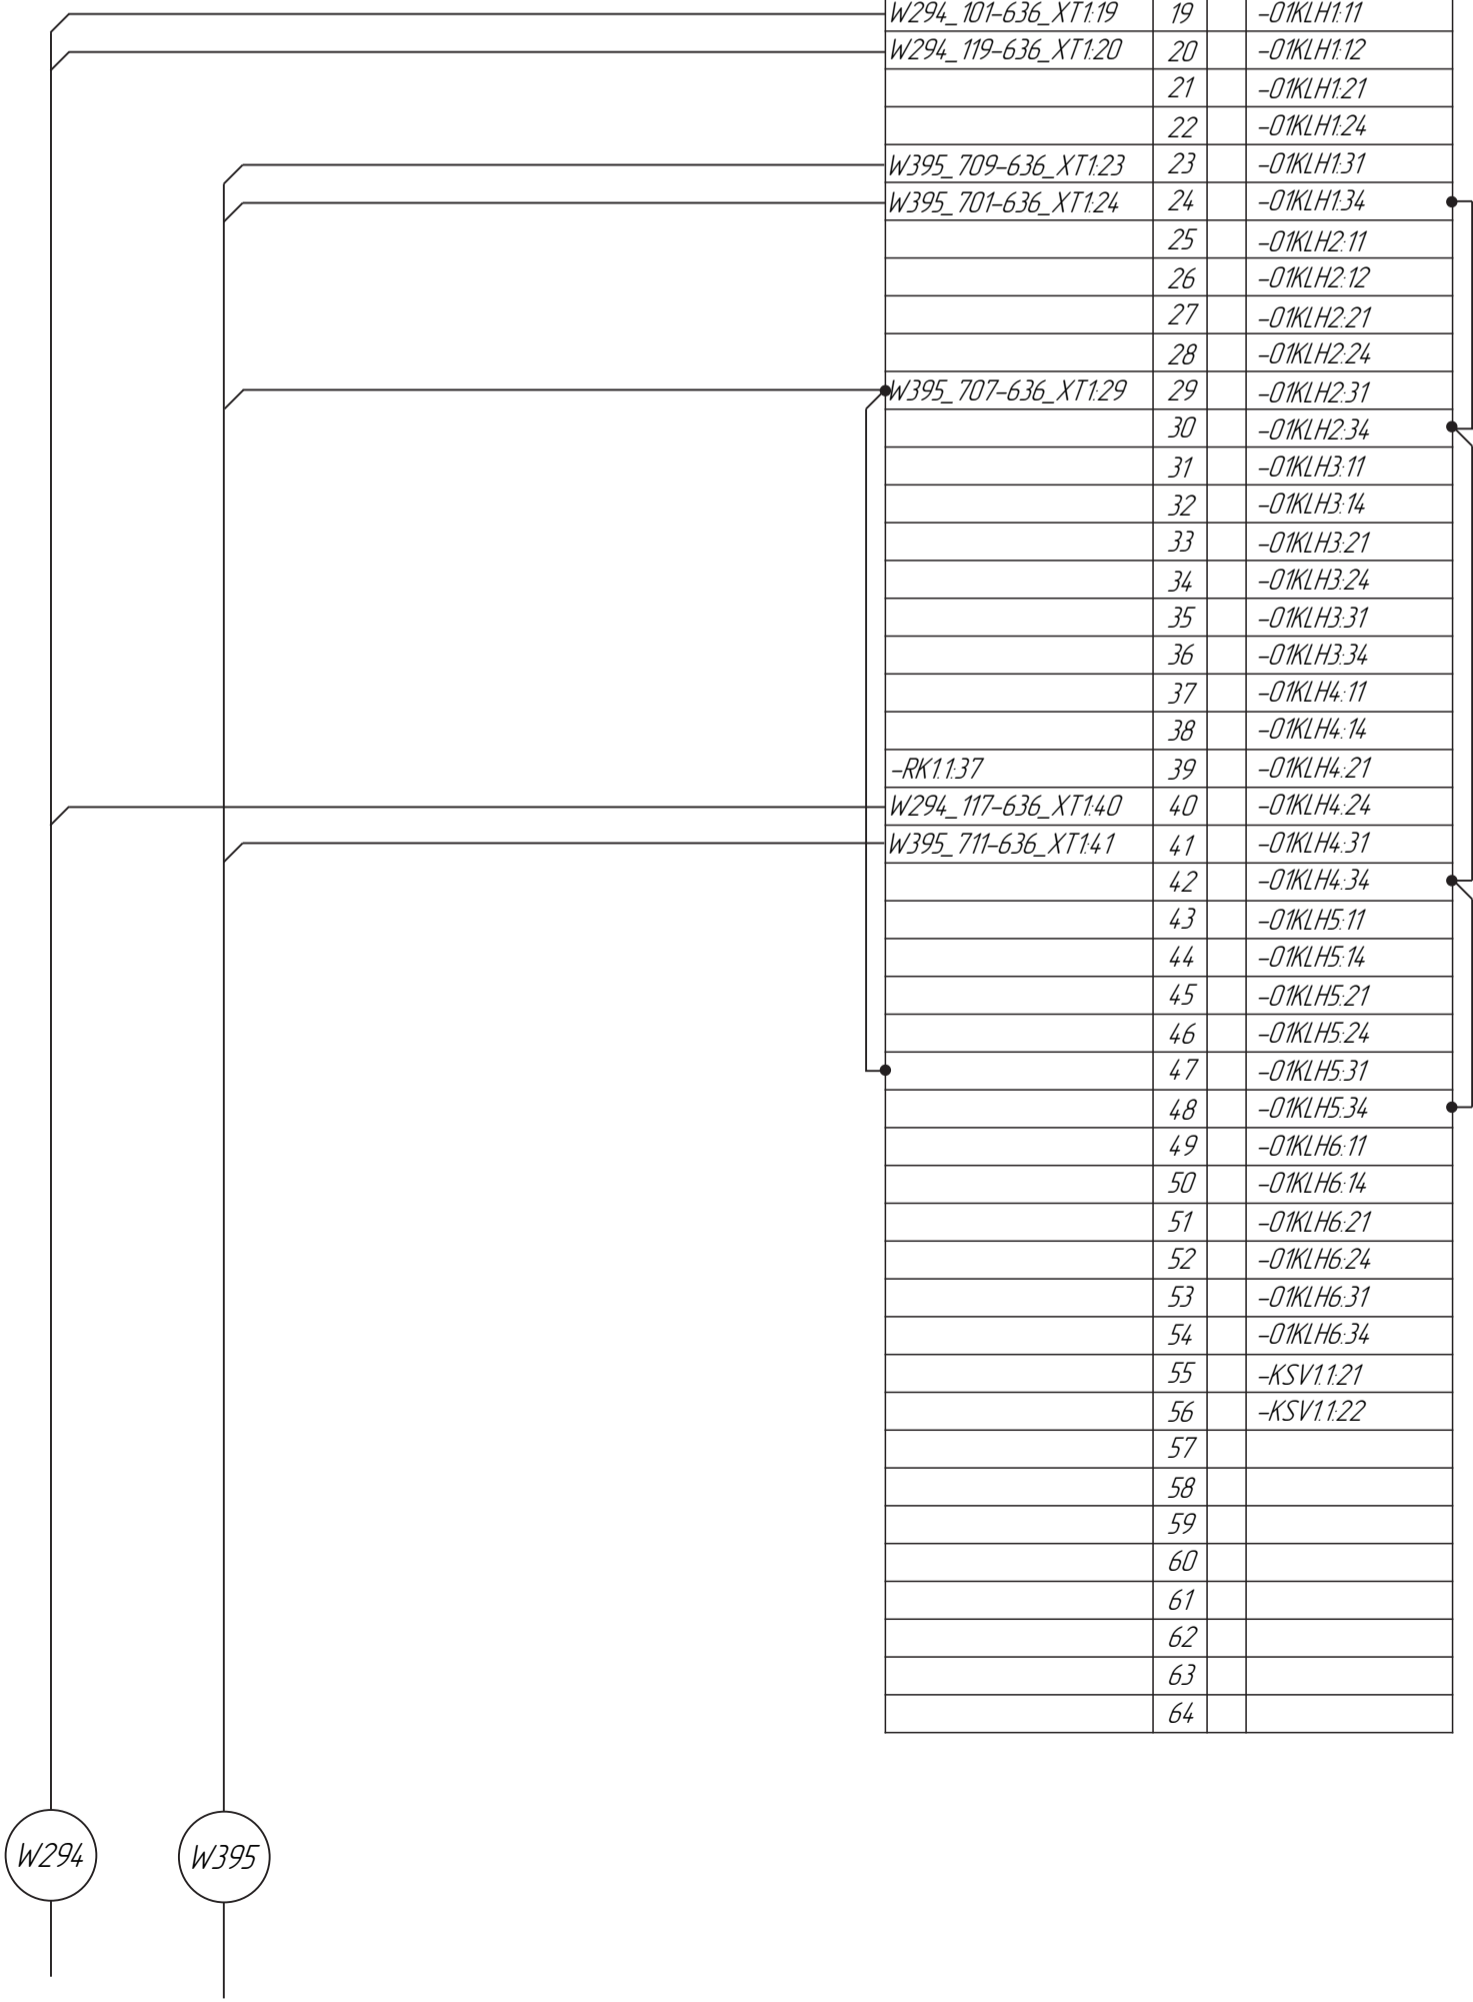 W294_101-636_XT1:19 19 -01KLH1:11
W294_119-636_XT1:20 20 -01KLH1:12
21 -01KLH1:21
22 -01KLH1:24
W395_709-636_XT1:23 23 -01KLH1:31
W395_701-636_XT1:24 24 -01KLH1:34
25 -01KLH2:11
26 -01KLH2:12
27 -01KLH2:21
28 -01KLH2:24
W395_707-636_XT1:29 29 -01KLH2:31
30 -01KLH2:34
31 -01KLH3:11
32 -01KLH3:14
33 -01KLH3:21
34 -01KLH3:24
35 -01KLH3:31
36 -01KLH3:34
37 -01KLH4:11
38 -01KLH4:14
-RK1.1:37 39 -01KLH4:21
W294_117-636_XT1:40 40 -01KLH4:24
W395_711-636_XT1:41 41 -01KLH4:31
42 -01KLH4:34
43 -01KLH5:11
44 -01KLH5:14
45 -01KLH5:21
46 -01KLH5:24
47 -01KLH5:31
48 -01KLH5:34
49 -01KLH6:11
50 -01KLH6:14
51 -01KLH6:21
52 -01KLH6:24
53 -01KLH6:31
54 -01KLH6:34
55 -KSV1.1:21
56 -KSV1.1:22
57
58
59
60
61
62
63
64
W294 W395